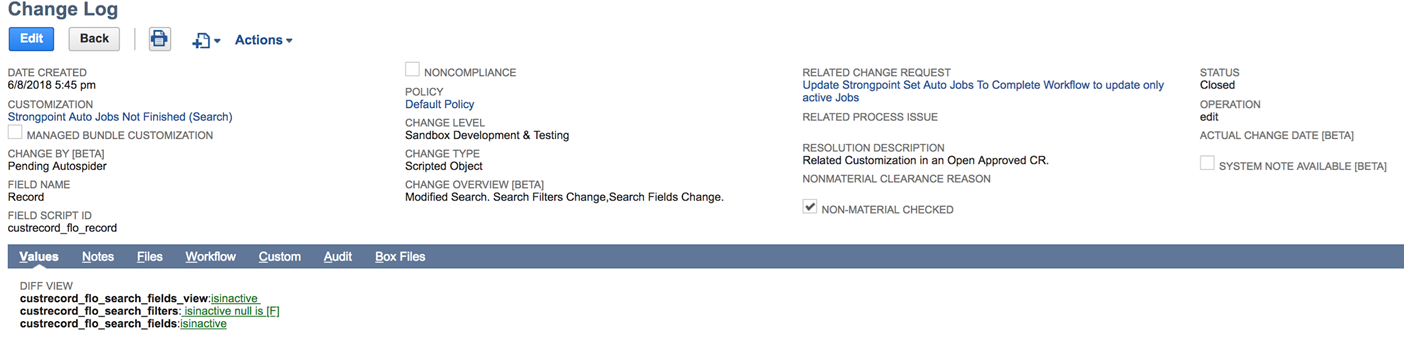 Change Log
Edit
Back
Actions
DATE CREATED
6/8/2018 5:45 pm
CUSTOMIZATION
Strongpoint Auto Jobs Not Finished (Search)
MANAGED BUNDLE CUSTOMIZATION
CHANGE BY [BETA]
Pending Autospider
FIELD NAME
Record
FIELD SCRIPT ID
custrecord_flo_record
NONCOMPLIANCE
POLICY
Default Policy
CHANGE LEVEL
Sandbox Development & Testing
CHANGE TYPE
Scripted Object
CHANGE OVERVIEW [BETA]
Modified Search. Search Filters Change,Search Fields Change.
RELATED CHANGE REQUEST
Update Strongpoint Set Auto Jobs To Complete Workflow to update only
active Jobs
RELATED PROCESS ISSUE
RESOLUTION DESCRIPTION
Related Customization in an Open Approved CR.
NONMATERIAL CLEARANCE REASON
NON-MATERIAL CHECKED
STATUS
Closed
OPERATION
edit
ACTUAL CHANGE DATE [BETA]
SYSTEM NOTE AVAILABLE [BETA]
Values Notes Files Workflow Custom Audit Box Files
DIFF VIEW
custrecord_flo_search_fields_view:isinactive
custrecord_flo_search_filters: isinactive null is [F]
custrecord_flo_search_fields:isinactive